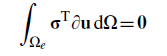 ∫_{Ω_e} σ^T ∂u dΩ = 0